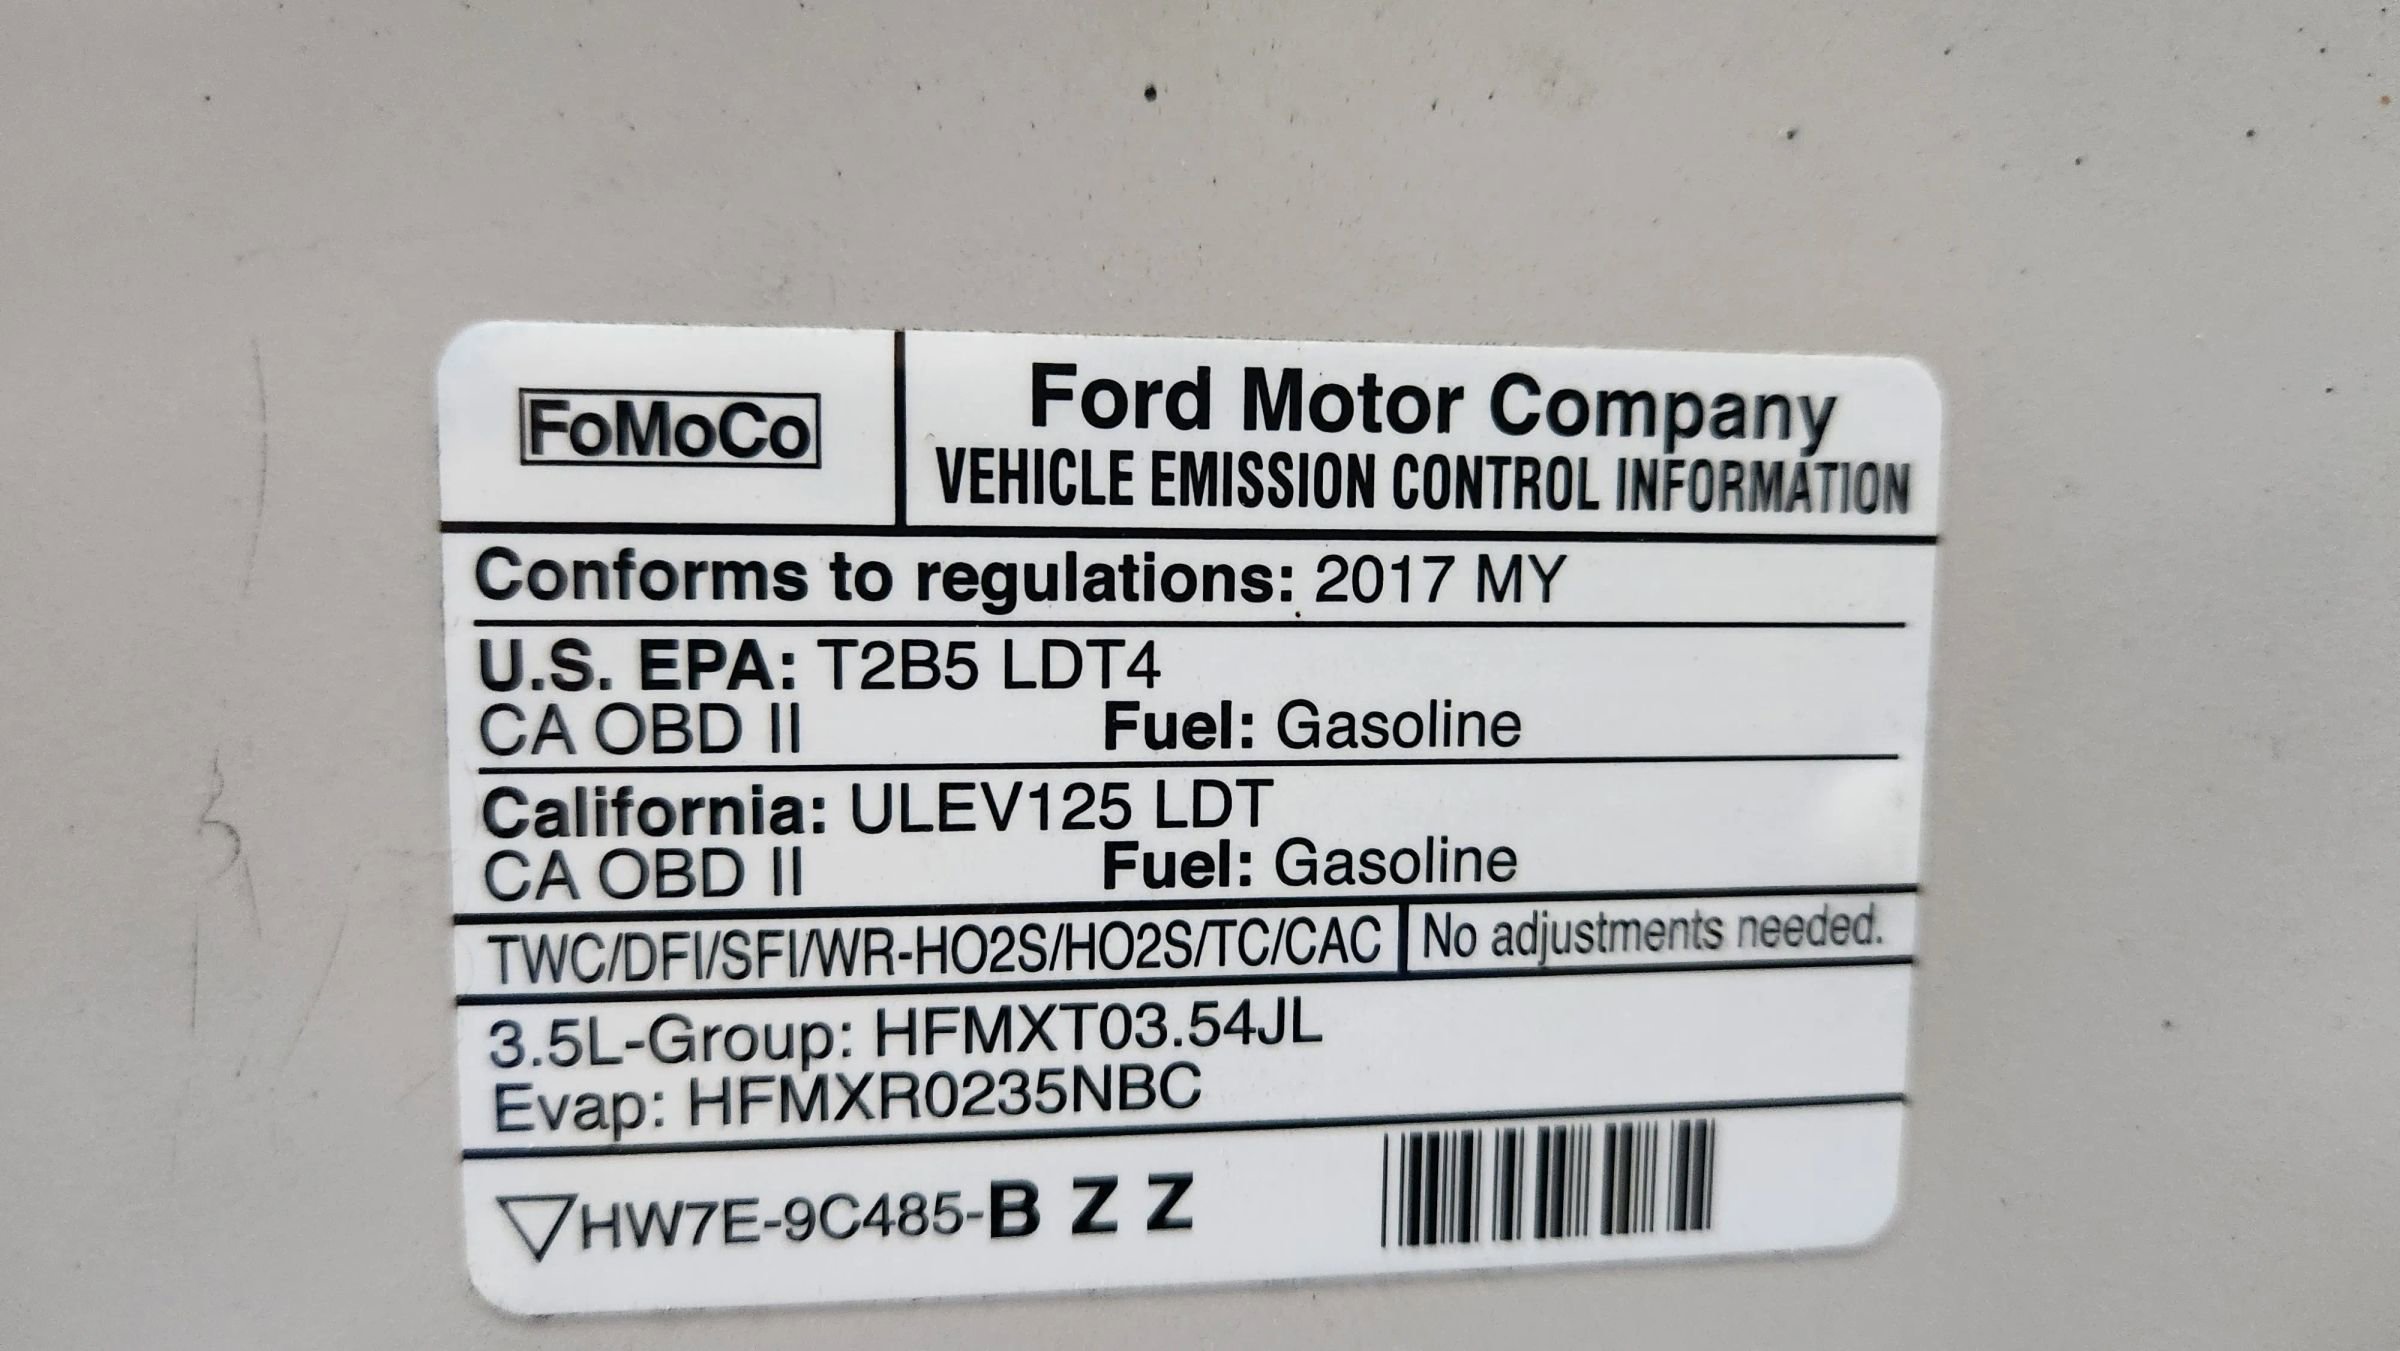 FoMoCo
Ford Motor Company
VEHICLE EMISSION CONTROL INFORMATION
Conforms to regulations: 2017 MY
U.S. EPA: T2B5 LDT4
CA OBD II Fuel: Gasoline
California: ULEV125 LDT
CA OBD II Fuel: Gasoline
TWC/DFI/SFI/WR-HO2S/HO2S/TC/CAC No adjustments needed.
3.5L-Group: HFMXT03.54JL
Evap: HFMXR0235NBC
▽HW7E-9C485-B Z Z